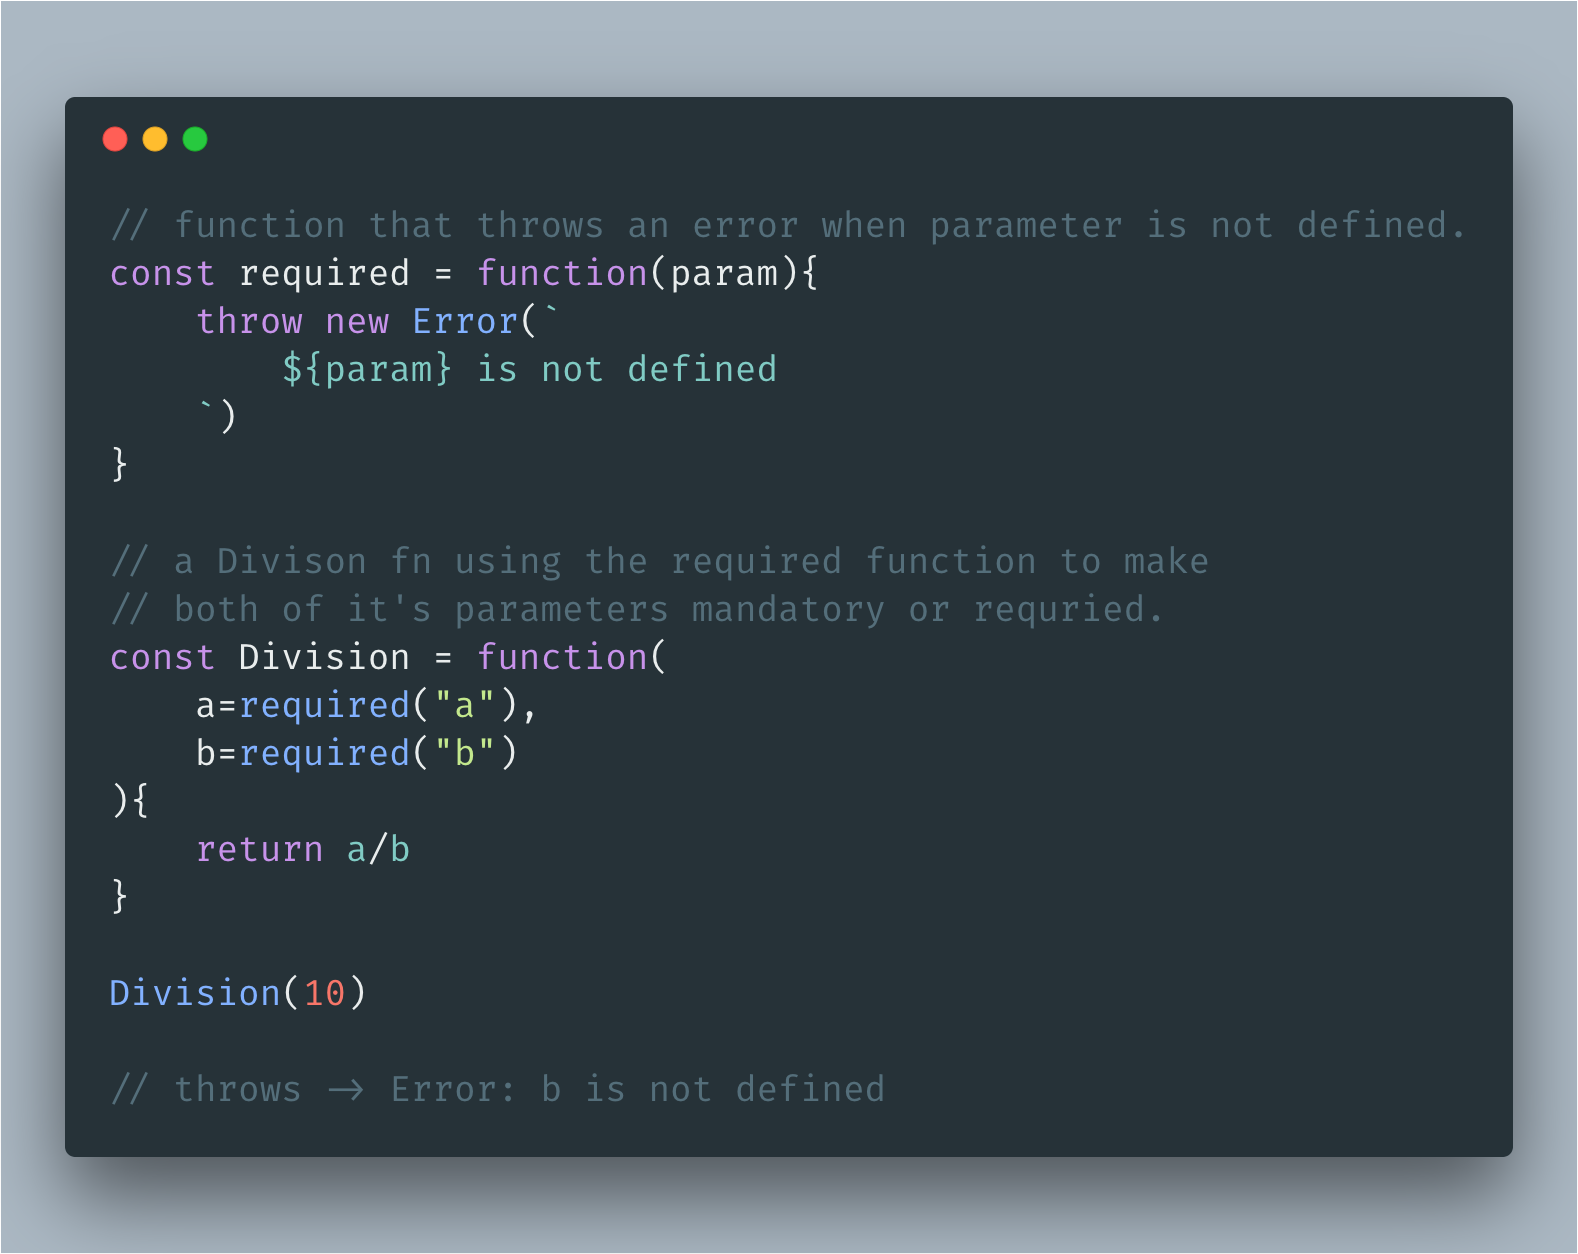 // function that throws an error when parameter is not defined.
const required = function(param){
    throw new Error(`
        ${param} is not defined
    `)
}

// a Divison fn using the required function to make
// both of it's parameters mandatory or requried.
const Division = function(
    a=required("a"),
    b=required("b")
){
    return a/b
}

Division(10)

// throws -> Error: b is not defined